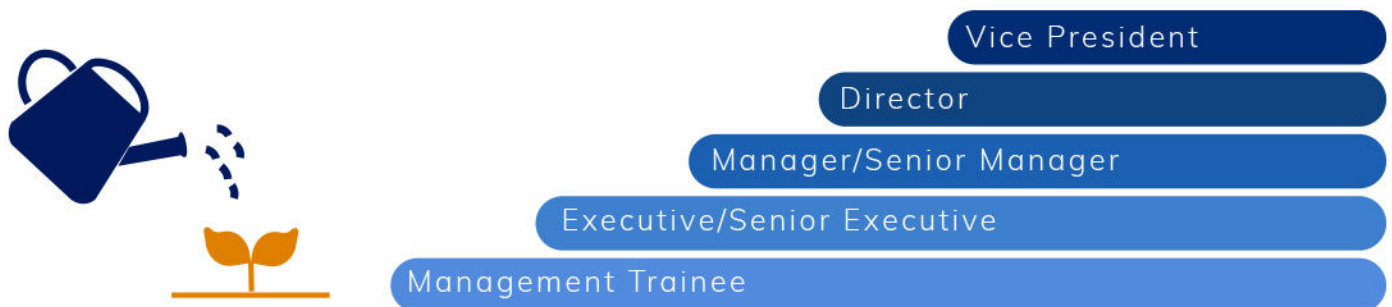 Vice President
Director
Manager/Senior Manager
Executive/Senior Executive
Management Trainee